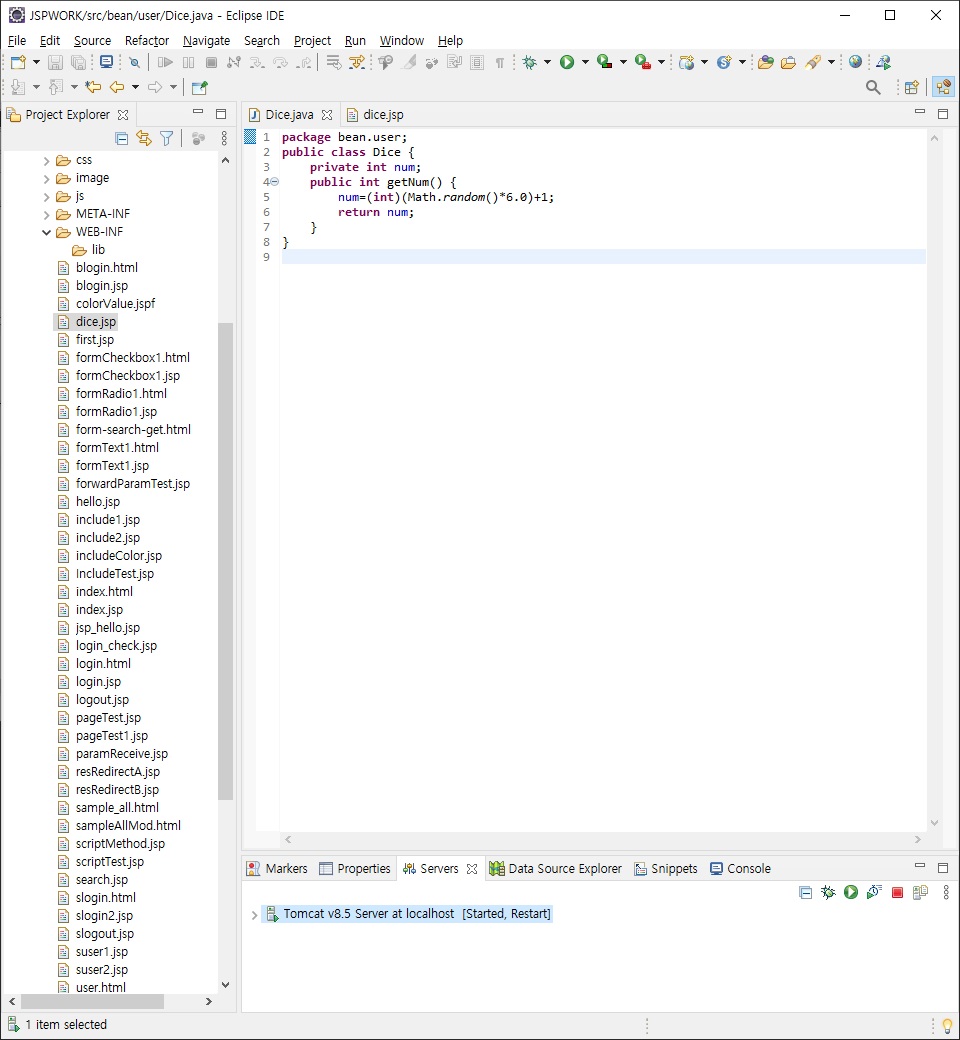 JSPWORK/src/bean/user/Dice.java - Eclipse IDE
File Edit Source Refactor Navigate Search Project Run Window Help
Project Explorer
css
image
js
META-INF
WEB-INF
lib
blogin.html
blogin.jsp
colorValue.jspf
dice.jsp
first.jsp
formCheckbox1.html
formCheckbox1.jsp
formRadio1.html
formRadio1.jsp
form-search-get.html
formText1.html
formText1.jsp
forwardParamTest.jsp
hello.jsp
include1.jsp
include2.jsp
includeColor.jsp
IncludeTest.jsp
index.html
index.jsp
jsp_hello.jsp
login_check.jsp
login.html
login.jsp
logout.jsp
pageTest.jsp
pageTest1.jsp
paramReceive.jsp
resRedirectA.jsp
resRedirectB.jsp
sample_all.html
sampleAllMod.html
scriptMethod.jsp
scriptTest.jsp
search.jsp
slogin.html
slogin2.jsp
slogout.jsp
suser1.jsp
suser2.jsp
user.html
Dice.java dice.jsp
1 package bean.user;
2 public class Dice {
3 private int num;
4 public int getNum() {
5 num=(int)(Math.random()*6.0)+1;
6 return num;
7 }
8 }
9
Markers Properties Servers Data Source Explorer Snippets Console
Tomcat v8.5 Server at localhost [Started, Restart]
1 item selected